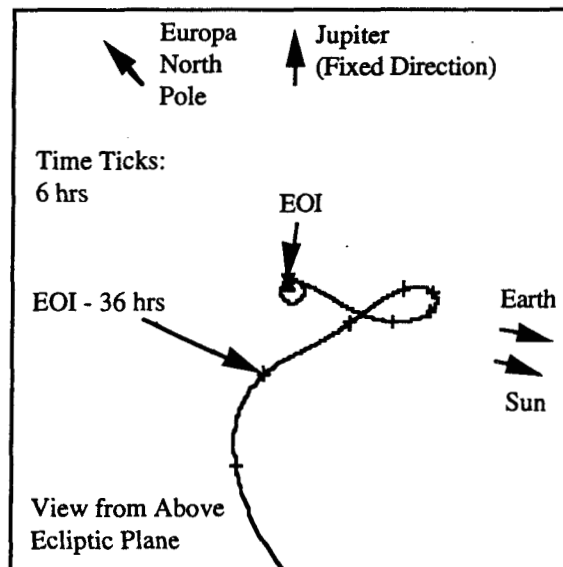 Europa
North
Pole
Jupiter
(Fixed Direction)
Time Ticks:
6 hrs
EOI
EOI - 36 hrs
Earth
Sun
View from Above
Ecliptic Plane